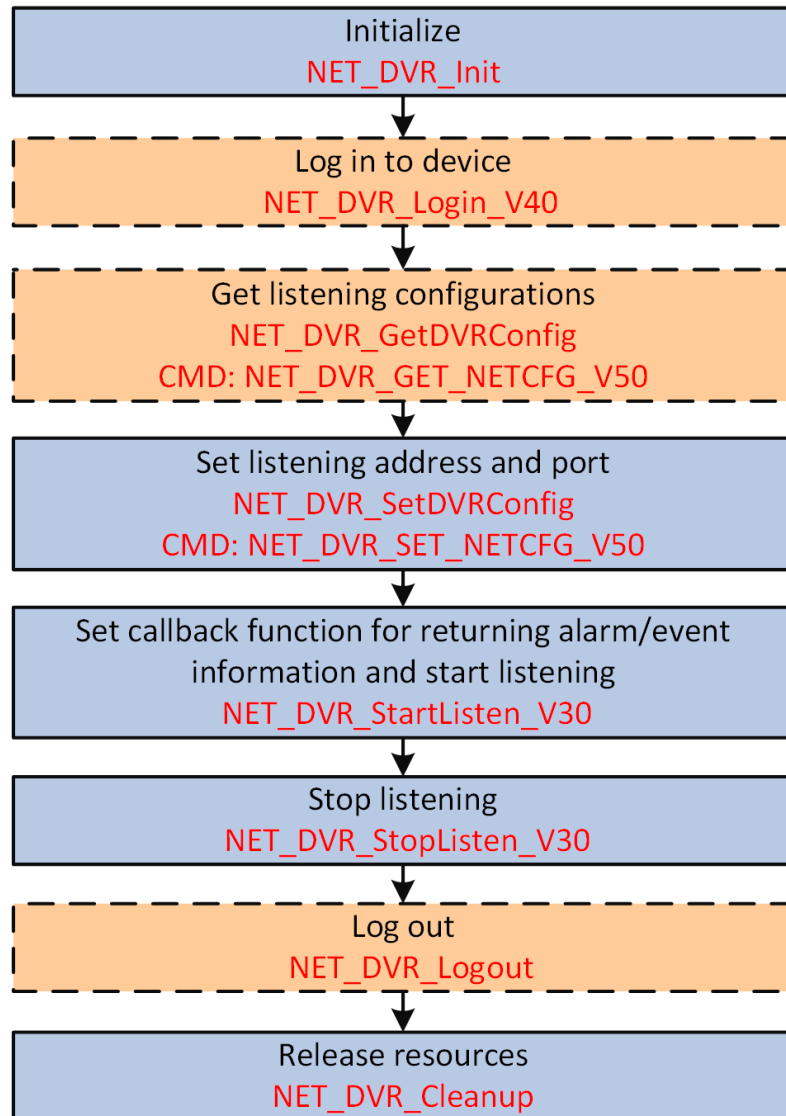 Initialize
NET_DVR_Init
Log in to device
NET_DVR_Login_V40
Get listening configurations
NET_DVR_GetDVRConfig
CMD: NET_DVR_GET_NETCFG_V50
Set listening address and port
NET_DVR_SetDVRConfig
CMD: NET_DVR_SET_NETCFG_V50
Set callback function for returning alarm/event
information and start listening
NET_DVR_StartListen_V30
Stop listening
NET_DVR_StopListen_V30
Log out
NET_DVR_Logout
Release resources
NET_DVR_Cleanup